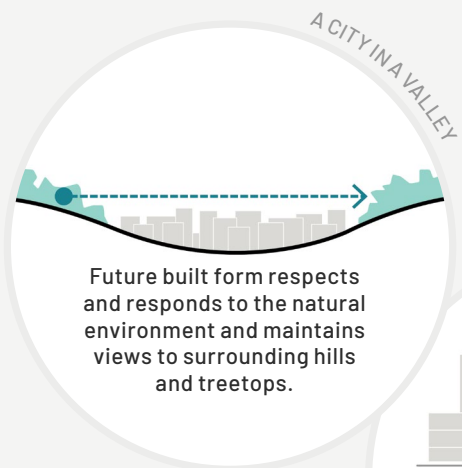 A CITY IN A VALLEY
Future built form respects
and responds to the natural
environment and maintains
views to surrounding hills
and treetops.